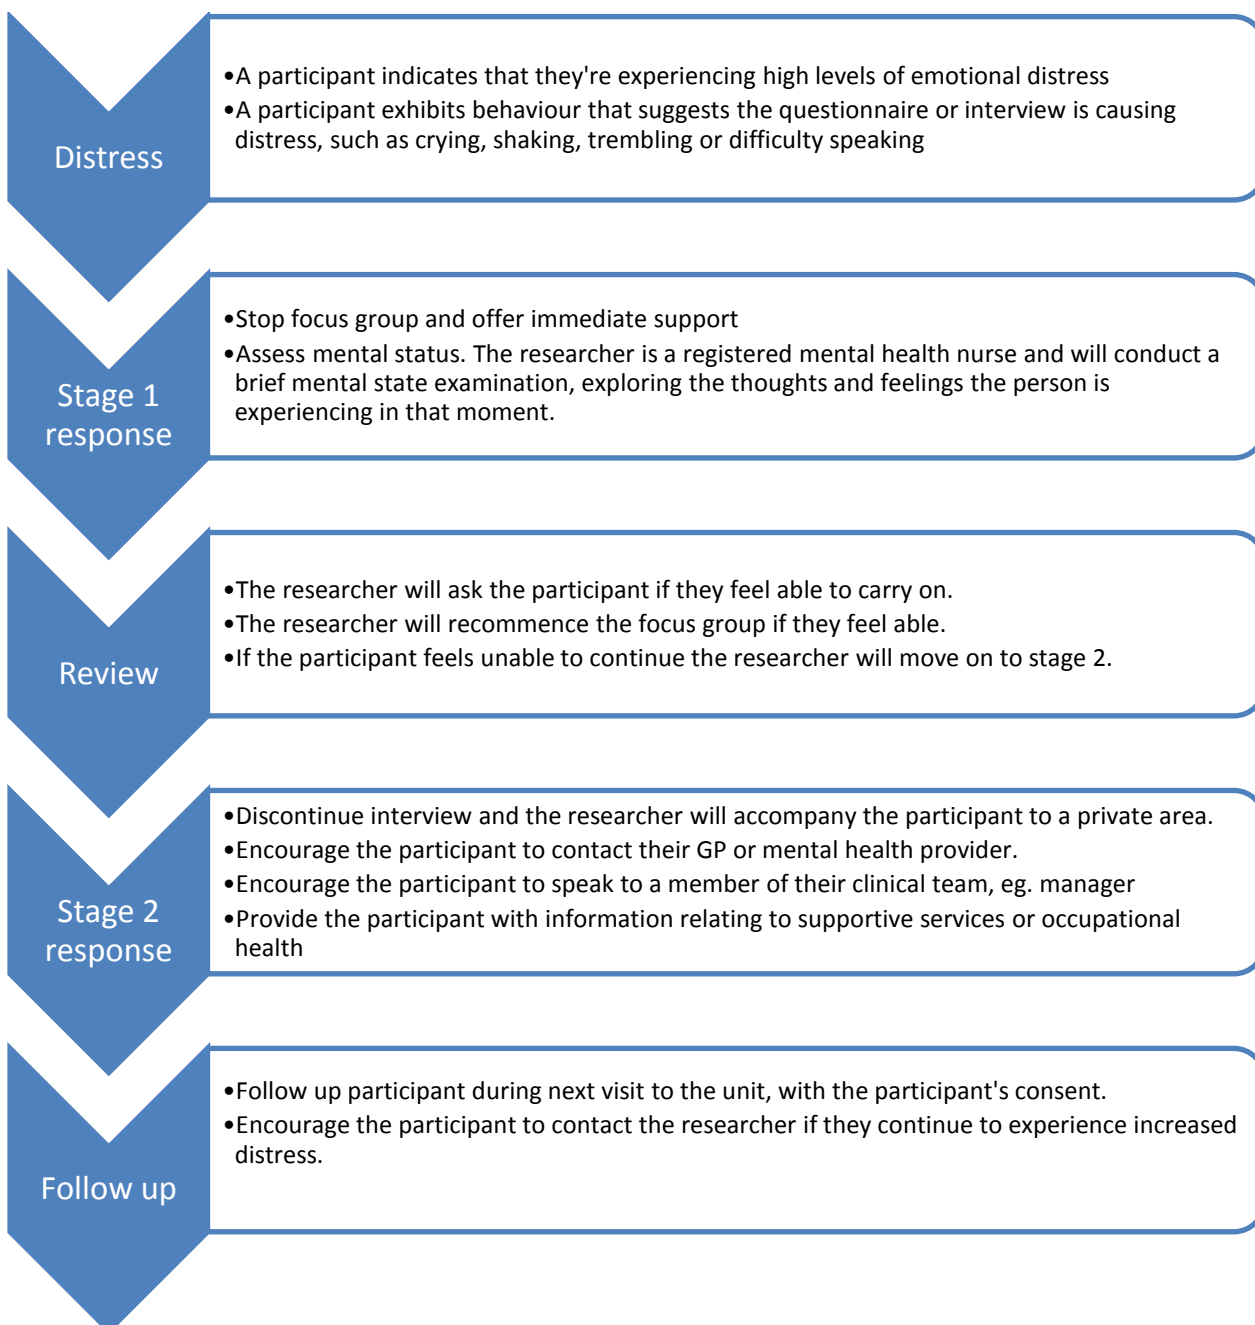 Distress
•A participant indicates that they're experiencing high levels of emotional distress
•A participant exhibits behaviour that suggests the questionnaire or interview is causing
distress, such as crying, shaking, trembling or difficulty speaking
Stage 1
response
•Stop focus group and offer immediate support
•Assess mental status. The researcher is a registered mental health nurse and will conduct a
brief mental state examination, exploring the thoughts and feelings the person is
experiencing in that moment.
Review
•The researcher will ask the participant if they feel able to carry on.
•The researcher will recommence the focus group if they feel able.
•If the participant feels unable to continue the researcher will move on to stage 2.
Stage 2
response
•Discontinue interview and the researcher will accompany the participant to a private area.
•Encourage the participant to contact their GP or mental health provider.
•Encourage the participant to speak to a member of their clinical team, eg. manager
•Provide the participant with information relating to supportive services or occupational
health
Follow up
•Follow up participant during next visit to the unit, with the participant's consent.
•Encourage the participant to contact the researcher if they continue to experience increased
distress.